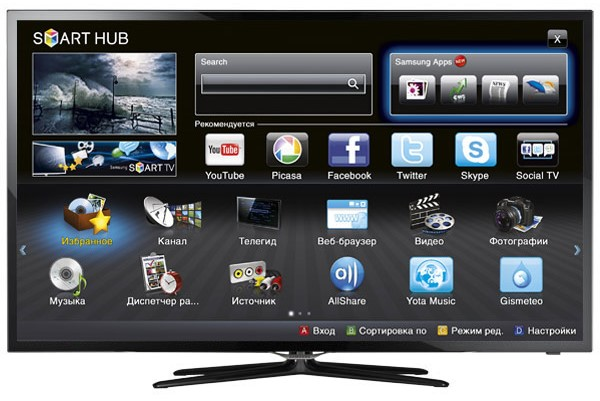 SMART HUB
X
Search
Samsung Apps NEW
Рекомендуется
You Tube
SAMSUNG SMART TV
YouTube
Picasa
Facebook
Twitter
Skype
Social TV
Избранное
Канал
Телегид
Веб-браузер
Видео
Фотографии
Музыка
Диспетчер ра...
Источник
AllShare
Yota Music
Gismeteo
A Вход
B Сортировка по
C Режим ред.
D Настройки